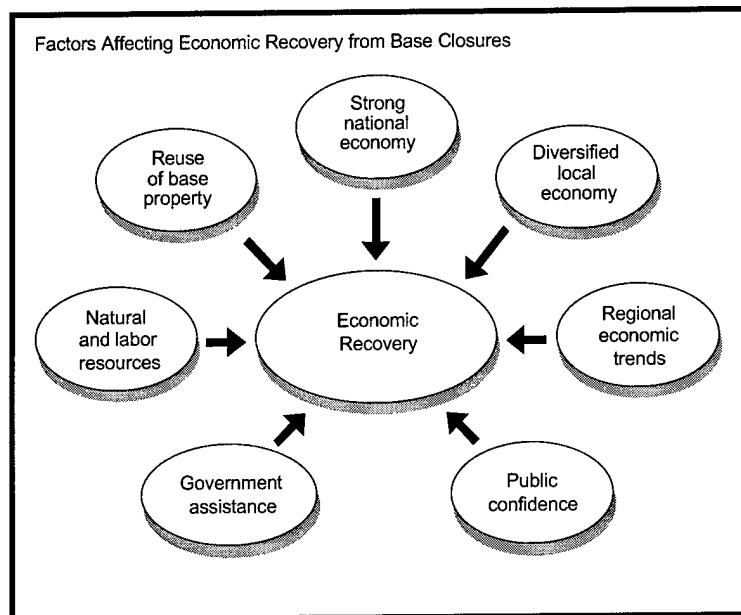 Factors Affecting Economic Recovery from Base Closures
Strong
national
economy
Reuse
of base
property
Diversified
local
economy
Natural
and labor
resources
Economic
Recovery
Regional
economic
trends
Government
assistance
Public
confidence